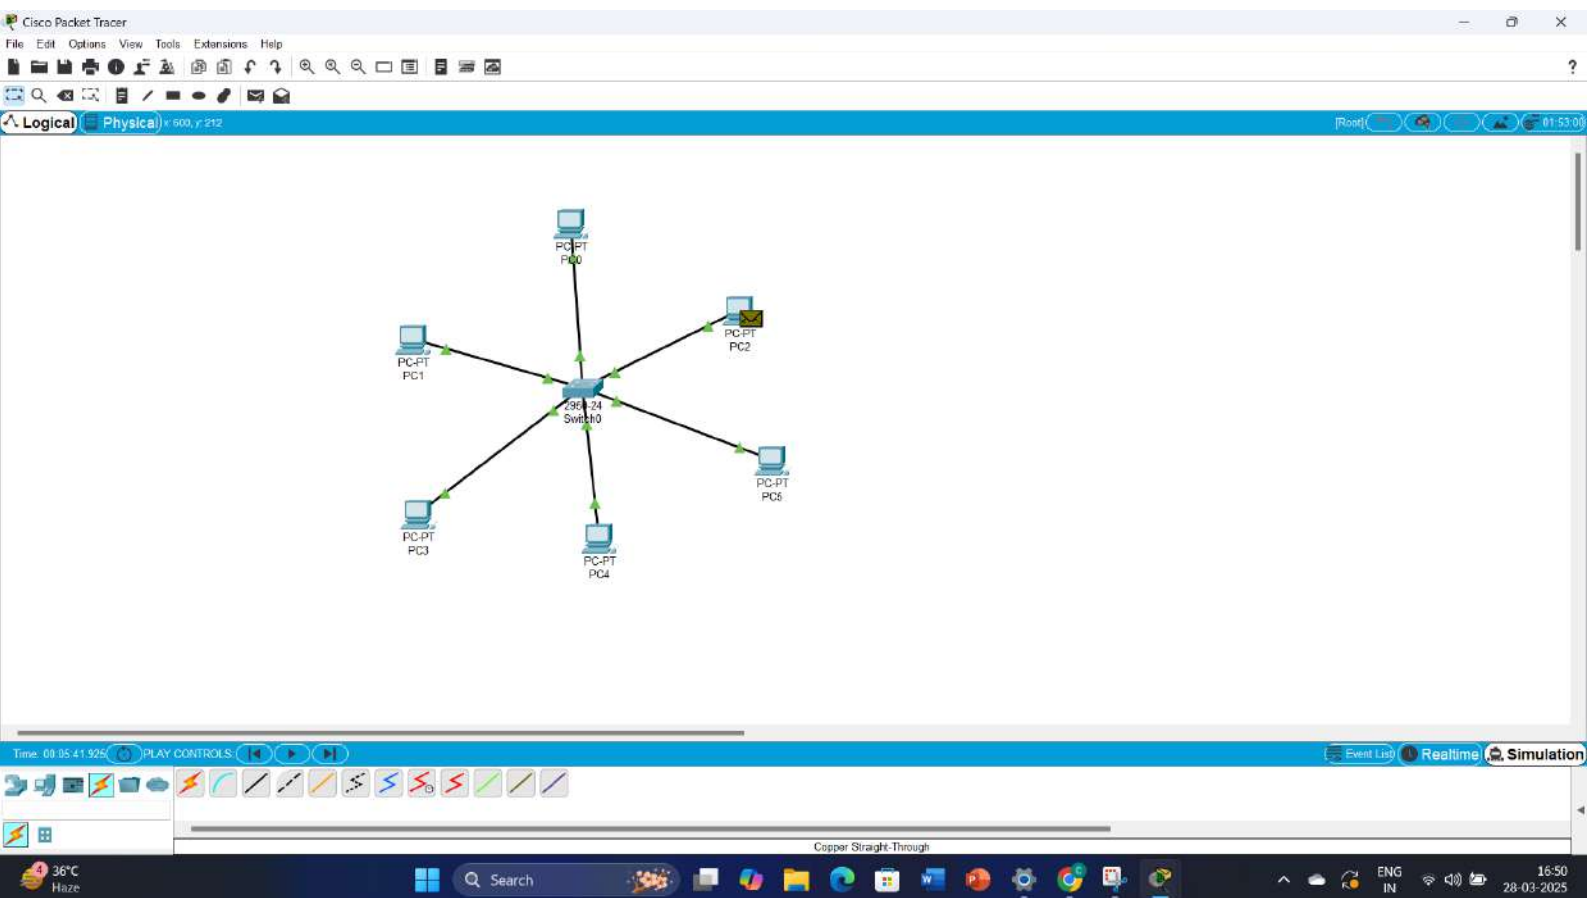 Cisco Packet Tracer
File Edit Options View Tools Extensions Help
?
Logical Physical x: 600, y: 212 [Root] 01:53:00
PC-PT
PC0
PC-PT
PC2
PC-PT
PC1
2950-24
Switch0
PC-PT
PC5
PC-PT
PC3
PC-PT
PC4
Time: 00:05:41.925 PLAY CONTROLS: Event List Realtime Simulation
Copper Straight-Through
4 36°C
Haze
Search
ENG
IN
16:50
28-03-2025